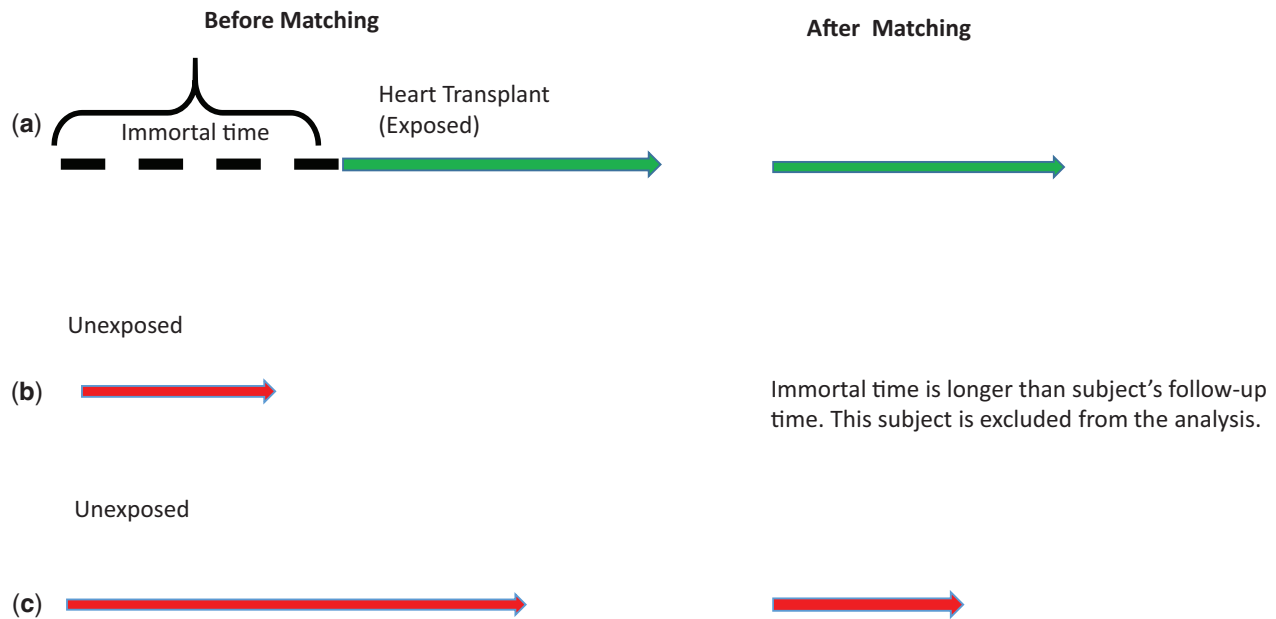 Before Matching
After Matching
(a)
Immortal time
Heart Transplant
(Exposed)
Unexposed
(b)
Immortal time is longer than subject's follow-up
time. This subject is excluded from the analysis.
Unexposed
(c)